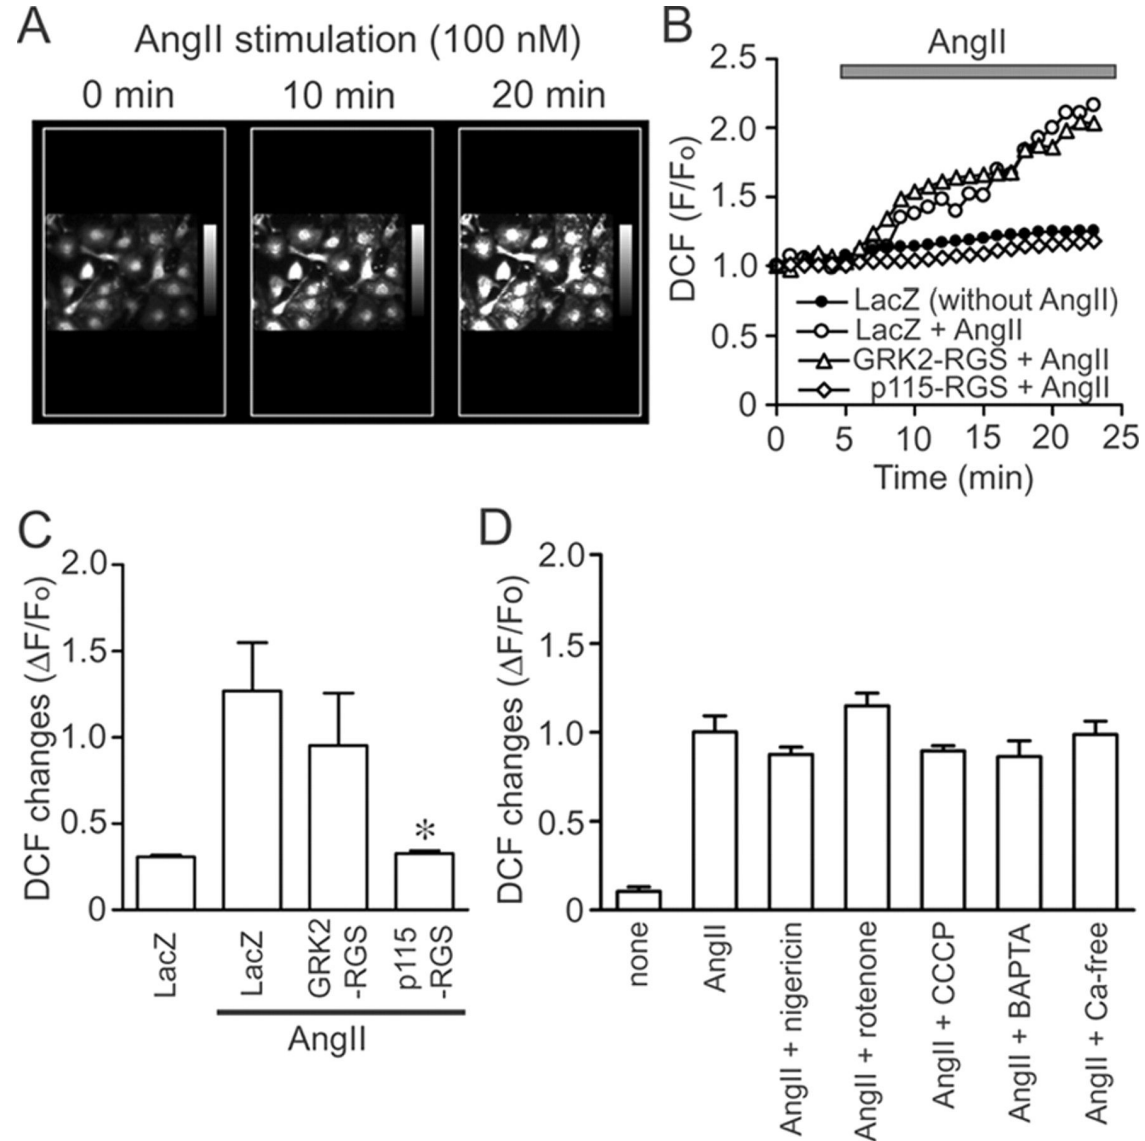 A
AngII stimulation (100 nM)
0 min
10 min
20 min
B
AngII
DCF (F/Fo)
2.5
2.0
1.5
1.0
0.5
0
LacZ (without AngII)
LacZ + AngII
GRK2-RGS + AngII
p115-RGS + AngII
0 5 10 15 20 25
Time (min)
C
DCF changes (ΔF/Fo)
2.0
1.5
1.0
0.5
0
LacZ
LacZ
GRK2
-RGS
p115
-RGS
*
AngII
D
DCF changes (ΔF/Fo)
2.0
1.5
1.0
0.5
0
none
AngII
AngII + nigericin
AngII + rotenone
AngII + CCCP
AngII + BAPTA
AngII + Ca-free